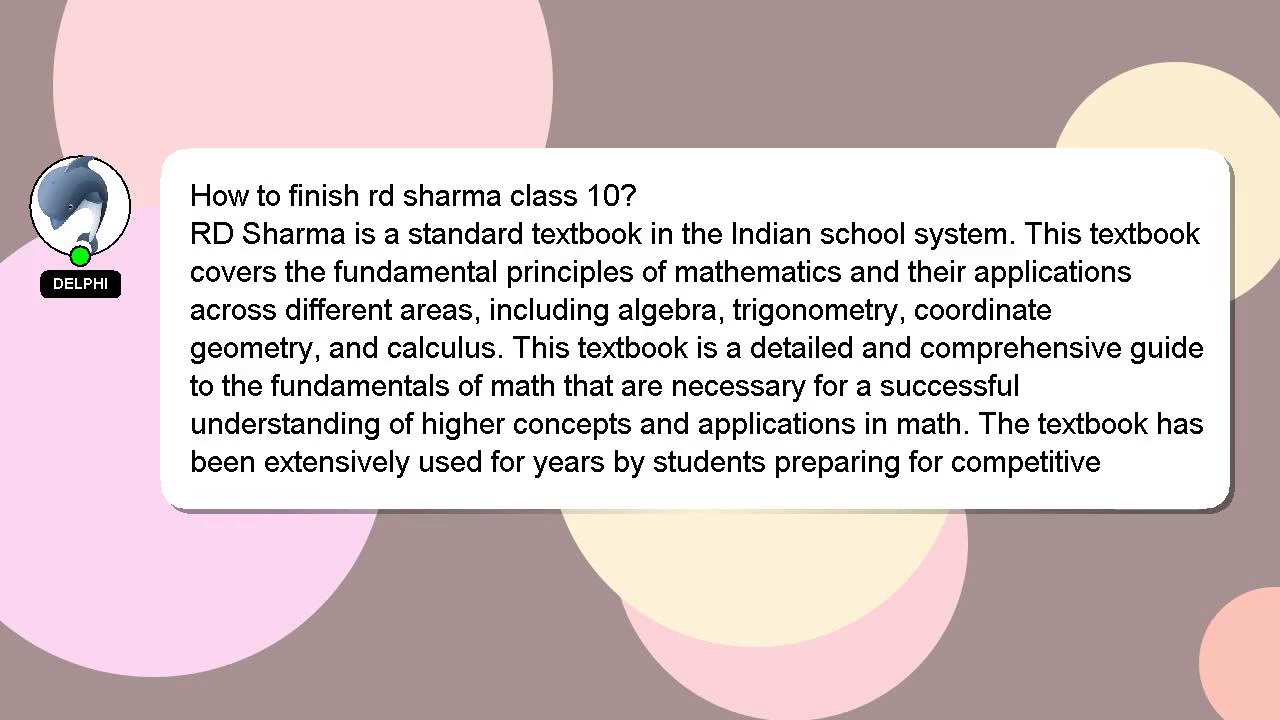 How to finish rd sharma class 10?
RD Sharma is a standard textbook in the Indian school system. This textbook
covers the fundamental principles of mathematics and their applications
across different areas, including algebra, trigonometry, coordinate
geometry, and calculus. This textbook is a detailed and comprehensive guide
to the fundamentals of math that are necessary for a successful
understanding of higher concepts and applications in math. The textbook has
been extensively used for years by students preparing for competitive
DELPHI